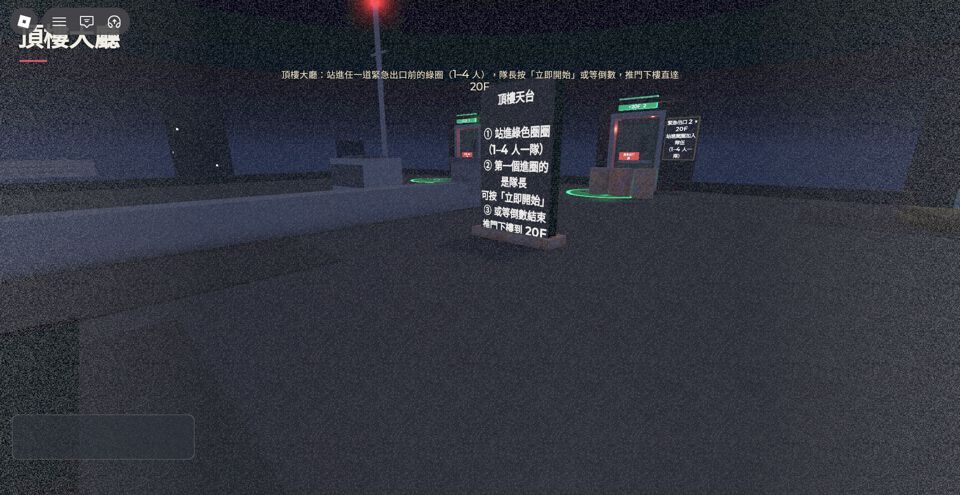 頂樓大廳
頂樓大廳：站進任一道緊急出口前的綠圈（1–4 人），隊長按「立即開始」或等倒數，推門下樓直達
20F
頂樓天台
① 站進綠色圈圈
（1–4 人一隊）
② 第一個進圈的
是隊長
可按「立即開始」
③ 或等倒數結束
推門下樓到 20F
緊急出口 2
20F